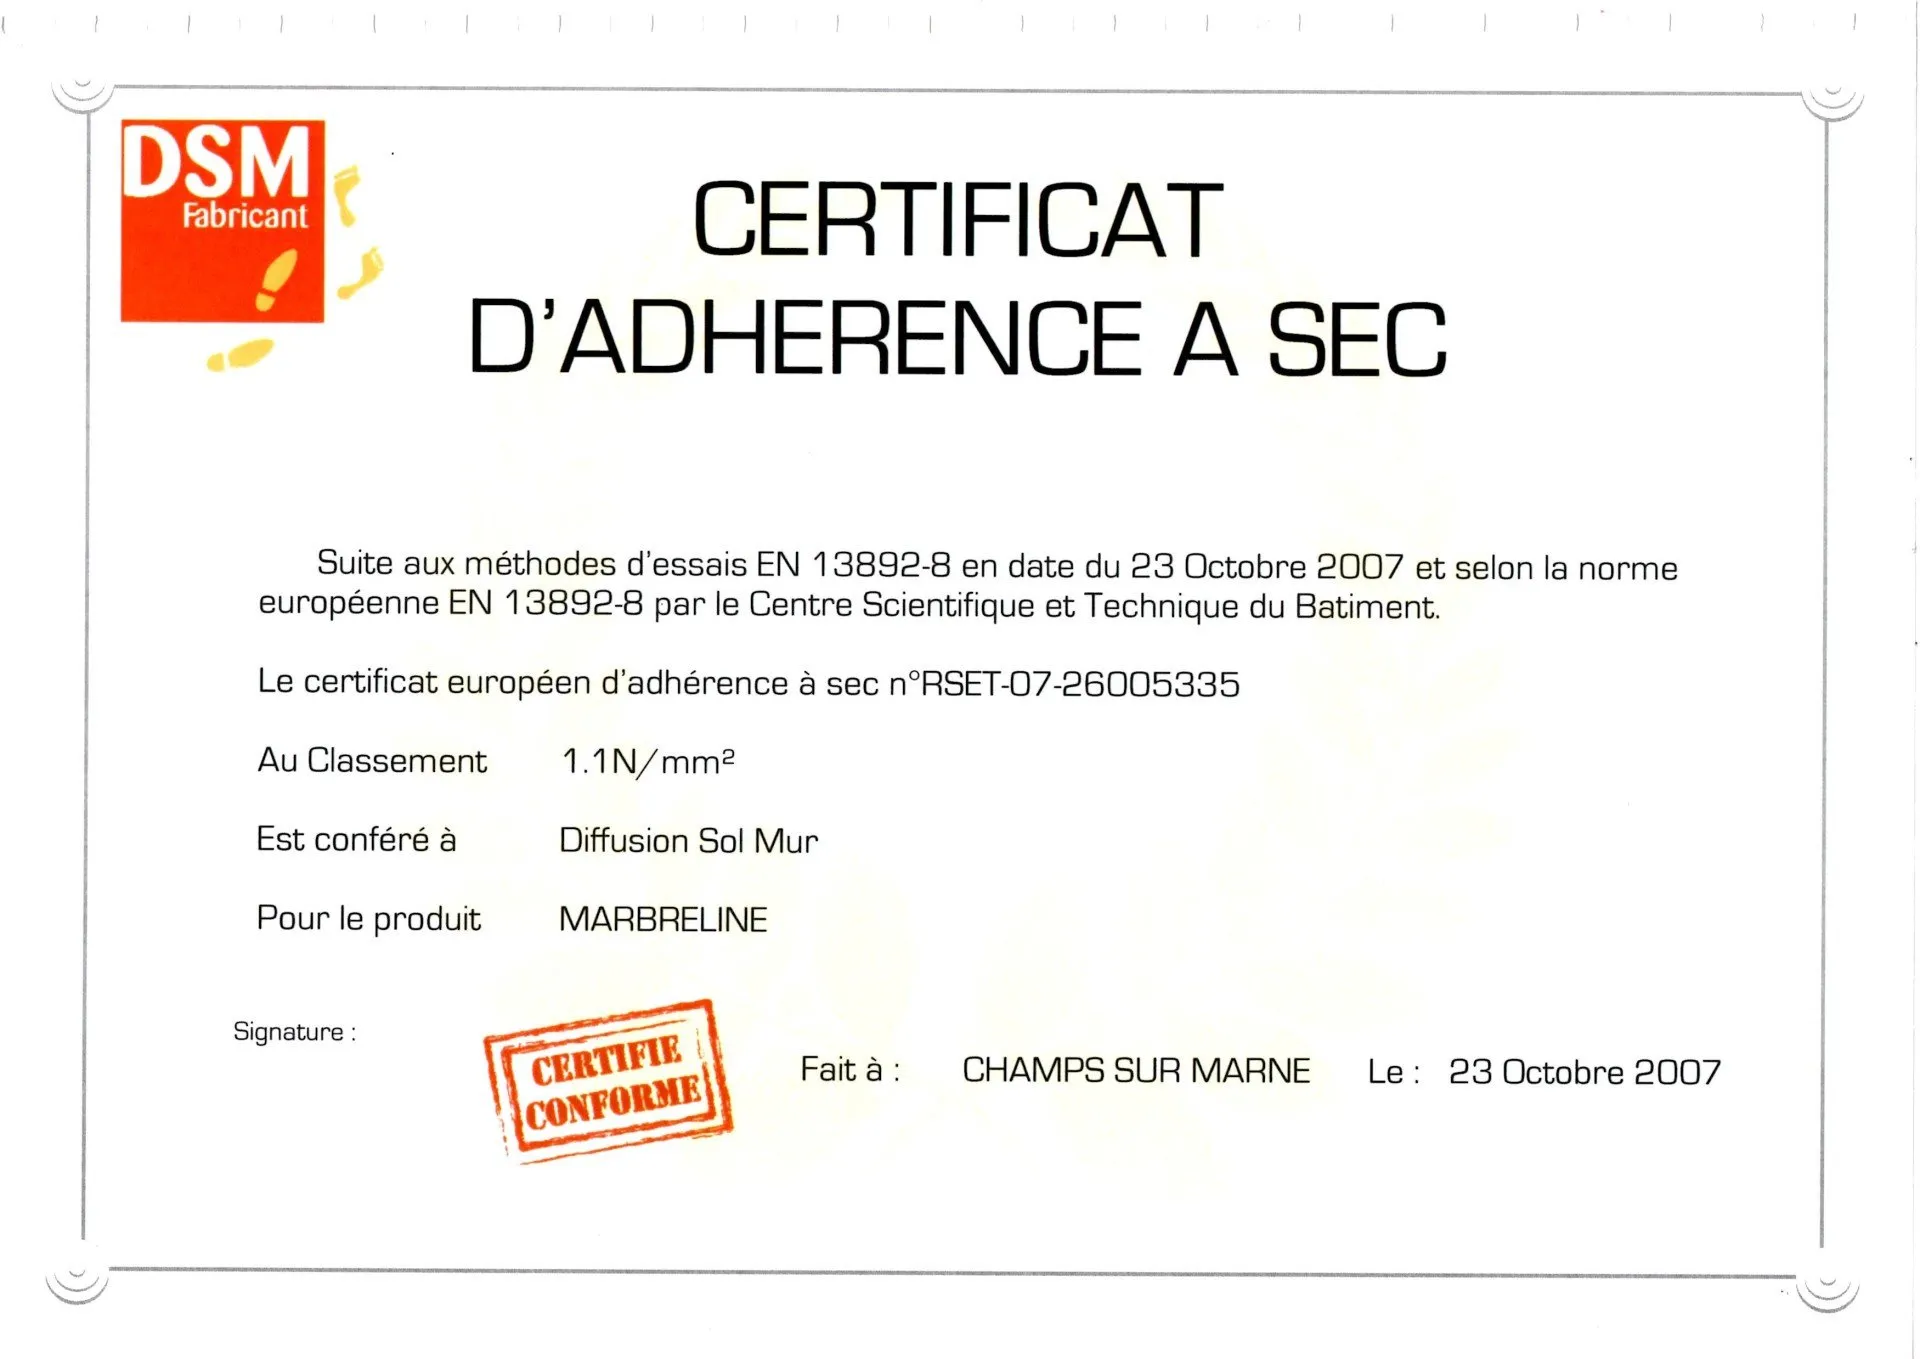 DSM
Fabricant
CERTIFICAT
D'ADHERENCE A SEC
Suite aux méthodes d'essais EN 13892-8 en date du 23 Octobre 2007 et selon la norme
européenne EN 13892-8 par le Centre Scientifique et Technique du Batiment.
Le certificat européen d'adhérence à sec n°RSET-07-26005335
Au Classement 1.1N/mm²
Est conféré à Diffusion Sol Mur
Pour le produit MARBRELINE
Signature :
CERTIFIE
CONFORME
Fait à : CHAMPS SUR MARNE Le : 23 Octobre 2007